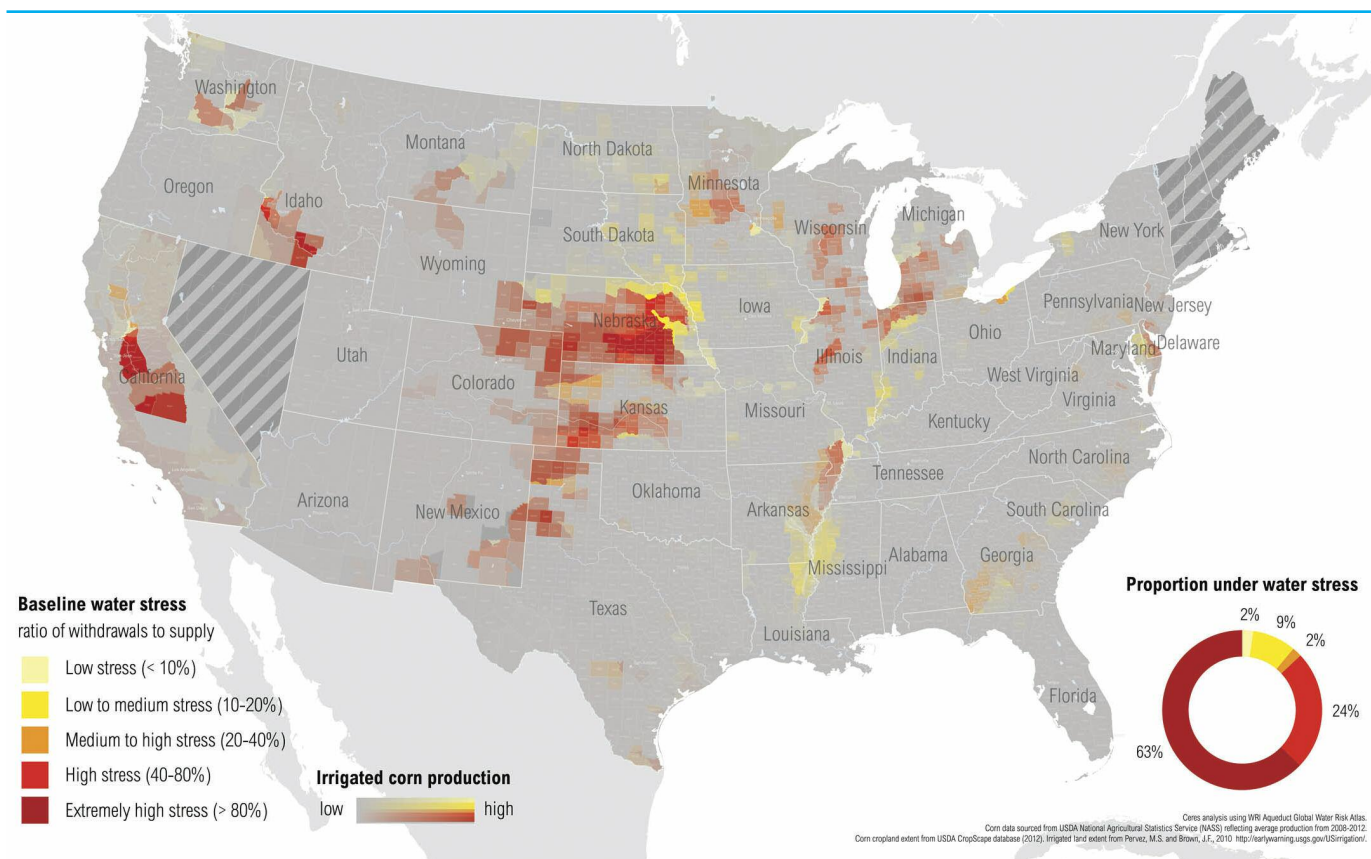 Washington
Montana
North Dakota
Minnesota
Oregon
Idaho
Wisconsin
Michigan
South Dakota
New York
Wyoming
Iowa
Pennsylvania
New Jersey
Nebraska
Ohio
Illinois
Indiana
Maryland
Delaware
Utah
California
Colorado
West Virginia
Virginia
Kansas
Missouri
Kentucky
North Carolina
Tennessee
Oklahoma
Arizona
New Mexico
Arkansas
South Carolina
Mississippi
Alabama
Georgia
Texas
Louisiana
Florida
Baseline water stress
ratio of withdrawals to supply
Low stress (< 10%)
Low to medium stress (10-20%)
Medium to high stress (20-40%)
High stress (40-80%)
Extremely high stress (> 80%)
Irrigated corn production
low
high
Proportion under water stress
2%
9%
2%
24%
63%
Ceres analysis using WRI Aqueduct Global Water Risk Atlas.
Corn data sourced from USDA National Agricultural Statistics Service (NASS) reflecting average production from 2008-2012.
Corn cropland extent from USDA CropScape database (2012). Irrigated land extent from Pervez, M.S. and Brown, J.F., 2010 http://earlywarning.usgs.gov/USirrigation/.